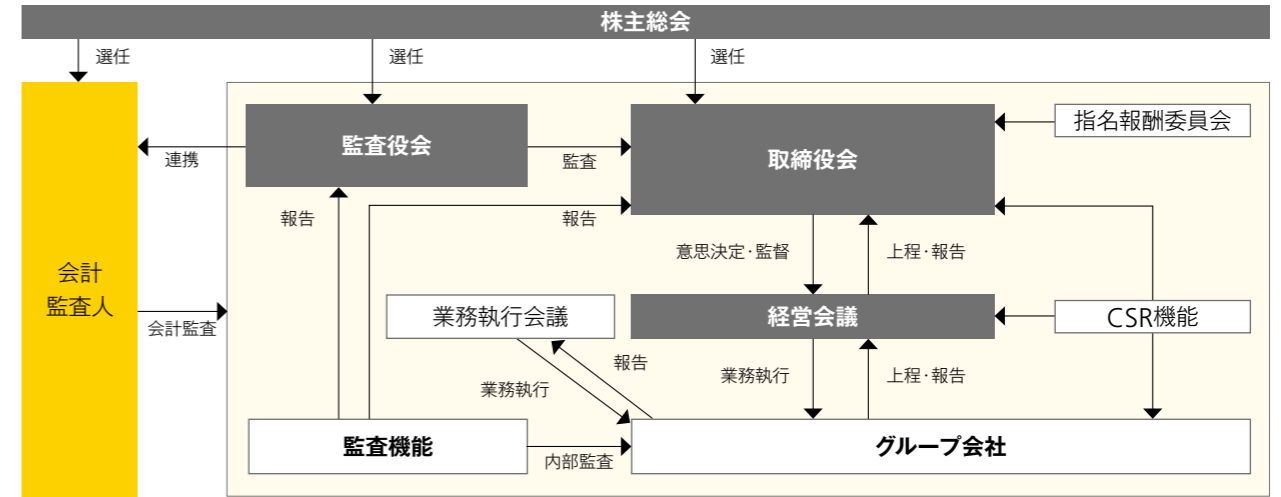 株主総会
選任
選任
選任
監査役会
取締役会
指名報酬委員会
連携
監査
報告
報告
会計
監査人
意思決定·監督
上程·報告
会計監査
業務執行会議
経営会議
CSR機能
報告
業務執行
業務執行
上程·報告
監査機能
内部監査
グループ会社